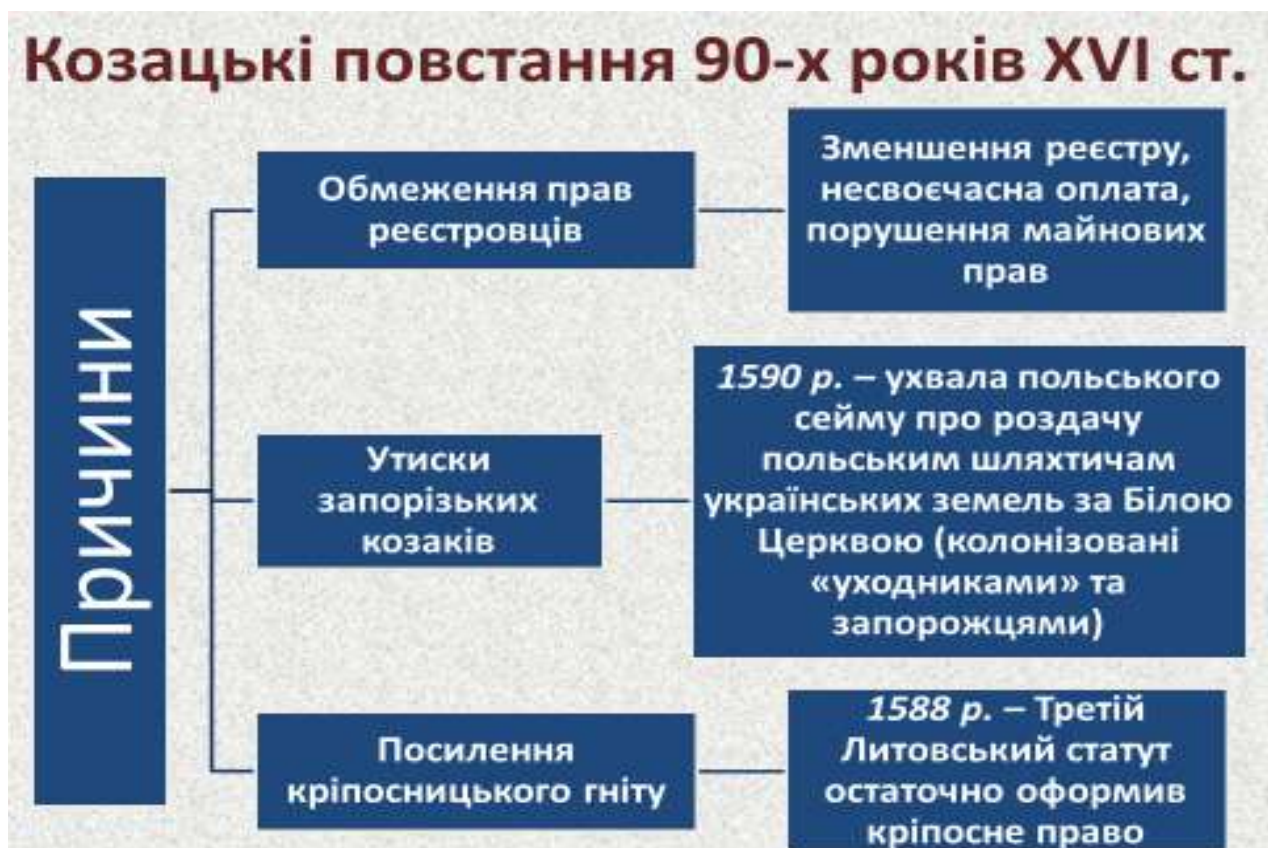 Козацькі повстання 90-х років XVI ст.
Причини
Обмеження прав
реєстровців
Зменшення реєстру,
несвоєчасна оплата,
порушення майнових
прав
Утиски
запорізьких
козаків
1590 р. – ухвала польського
сейму про роздачу
польським шляхтичам
українських земель за Білою
Церквою (колонізовані
«уходниками» та
запорожцями)
Посилення
кріпосницького гніту
1588 р. – Третій
Литовський статут
остаточно оформив
кріпосне право